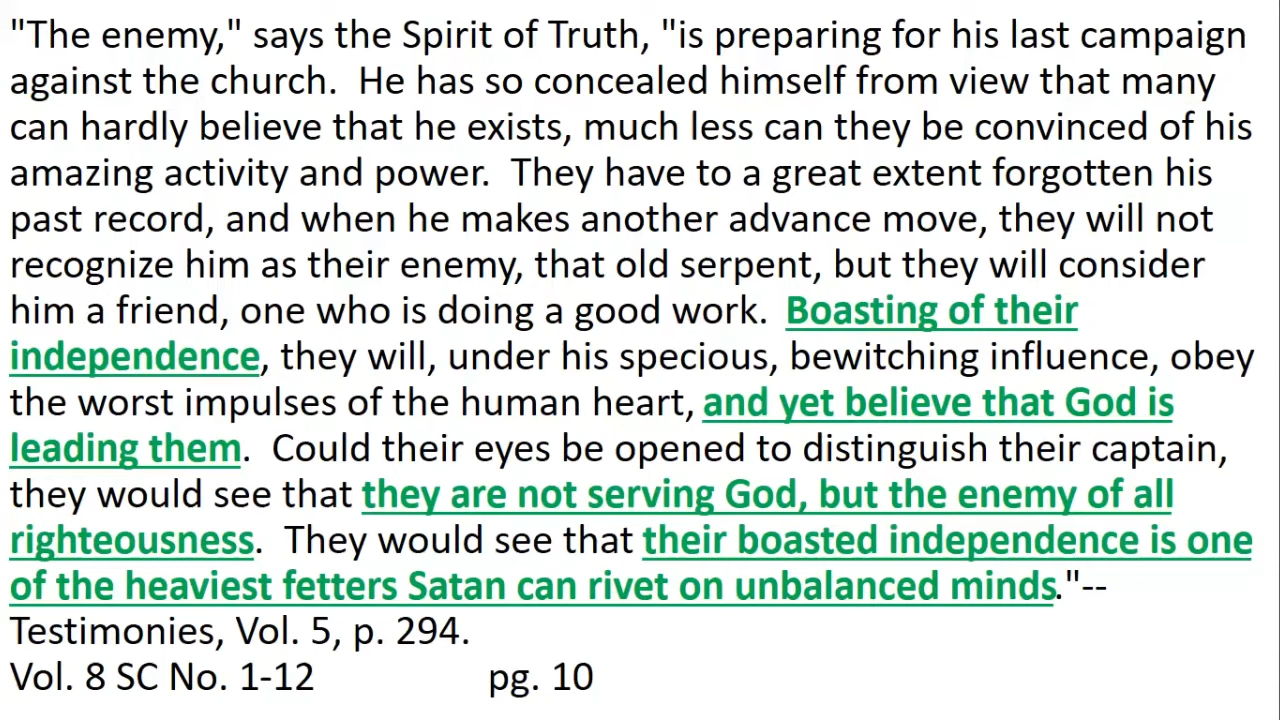 "The enemy," says the Spirit of Truth, "is preparing for his last campaign
against the church.  He has so concealed himself from view that many
can hardly believe that he exists, much less can they be convinced of his
amazing activity and power.  They have to a great extent forgotten his
past record, and when he makes another advance move, they will not
recognize him as their enemy, that old serpent, but they will consider
him a friend, one who is doing a good work.  Boasting of their
independence, they will, under his specious, bewitching influence, obey
the worst impulses of the human heart, and yet believe that God is
leading them.  Could their eyes be opened to distinguish their captain,
they would see that they are not serving God, but the enemy of all
righteousness.  They would see that their boasted independence is one
of the heaviest fetters Satan can rivet on unbalanced minds."--
Testimonies, Vol. 5, p. 294.
Vol. 8 SC No. 1-12 pg. 10